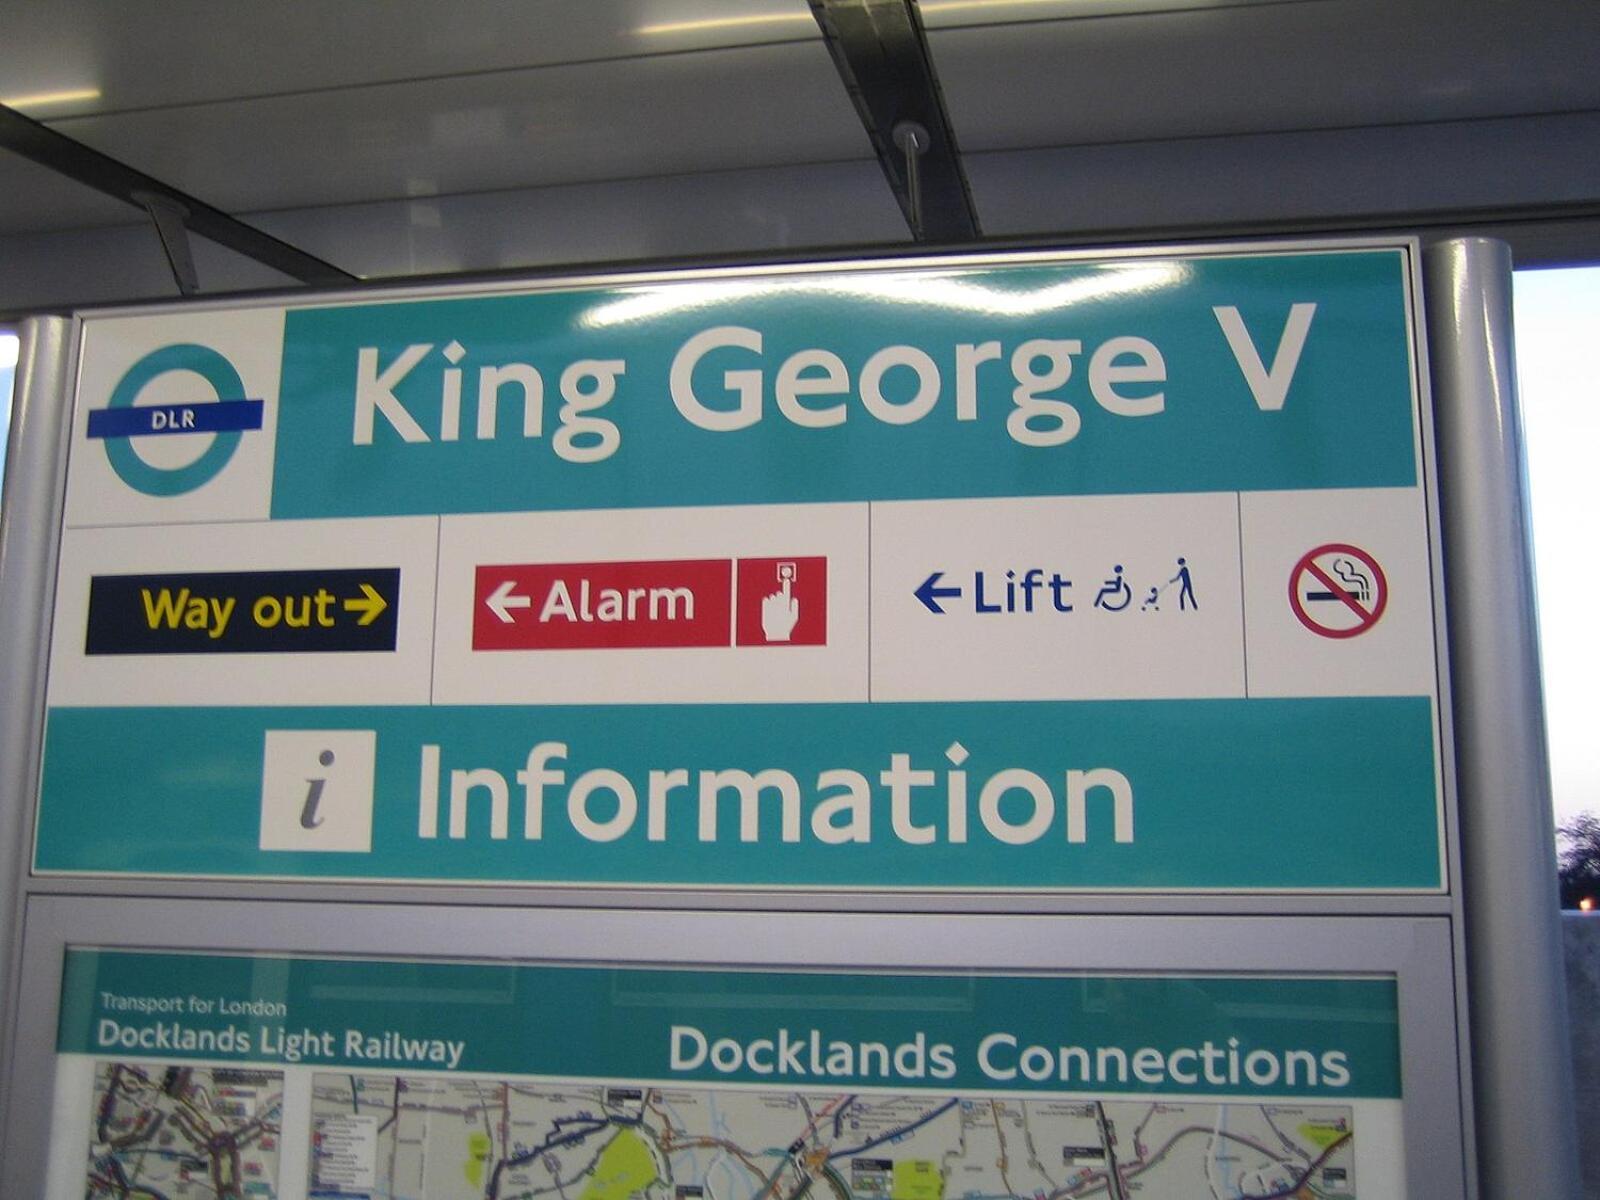 DLR
King George V
Way out
Alarm
Lift
i Information
Transport for London
Docklands Light Railway
Docklands Connections